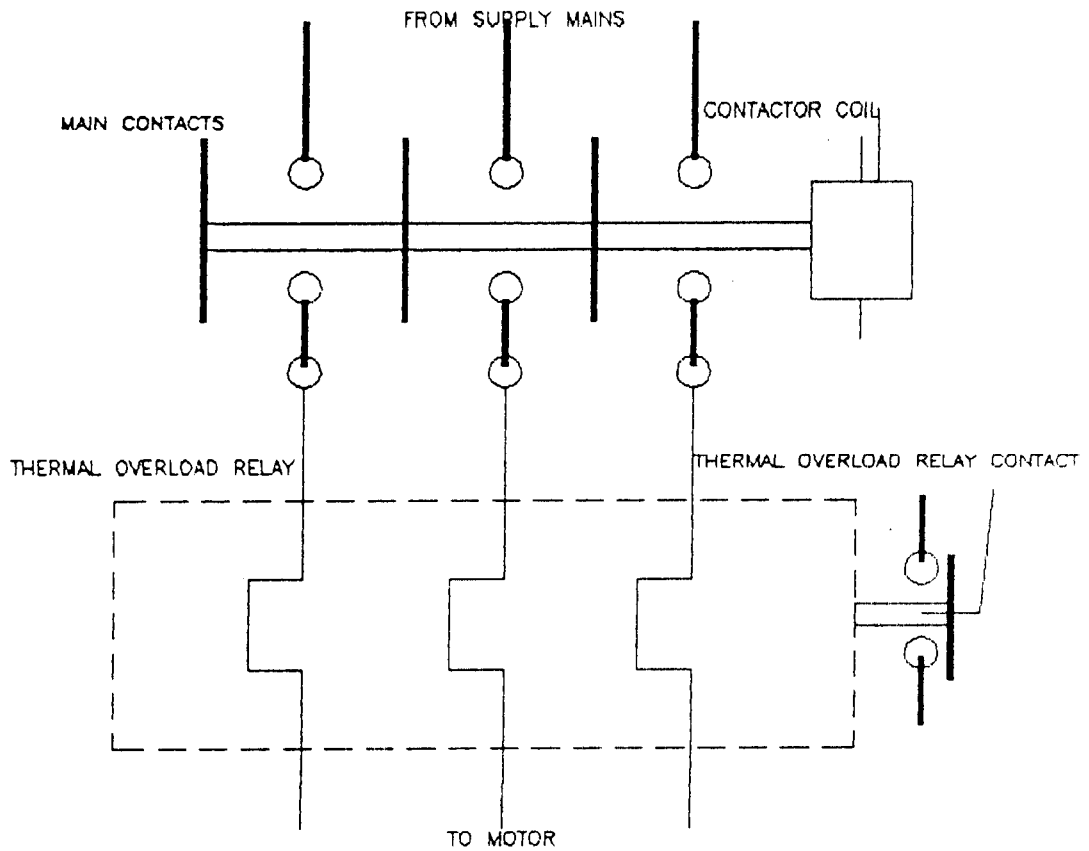 FROM SUPPLY MAINS
MAIN CONTACTS
CONTACTOR COIL
THERMAL OVERLOAD RELAY
THERMAL OVERLOAD RELAY CONTACT
TO MOTOR